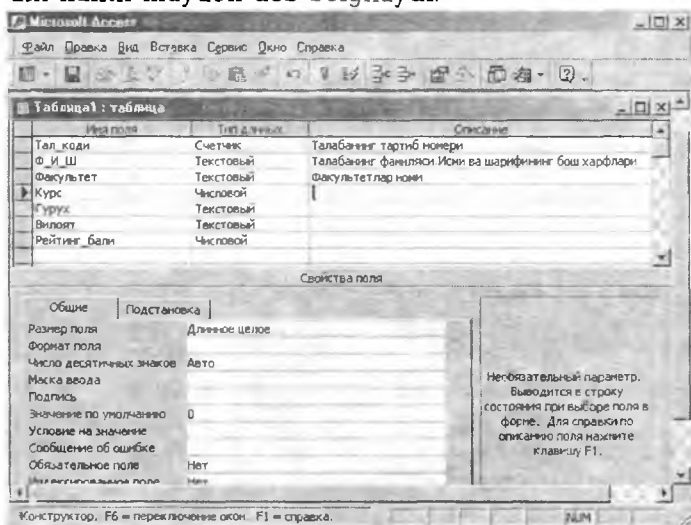 Microsoft Access
Файл Правка Вид Вставка Сервис Окно Справка
Таблица1 : таблица
Имя поля Тип данных Описание
Тал_коди Счетчик Талабанинг тартиб номери
Ф_И_Ш Текстовый Талабанинг фамиляси.Исми ва шарифининг бош харфлари
Факультет Текстовый Факультетлар номи
Курс Числовой
Гурух Текстовый
Вилоят Текстовый
Рейтинг_бали Числовой
Свойства поля
Общие Подстановка
Размер поля Длинное целое
Формат поля
Число десятичных знаков Авто
Маска ввода
Подпись
Значение по умолчанию 0
Условие на значение
Сообщение об ошибке
Обязательное поле Нет
Индексированное поле Нет
Необязательный параметр.
Выводится в строку
состояния при выборе поля в
форме. Для справки по
описанию поля нажмите
клавишу F1.
Конструктор. F6 = переключение окон. F1 = справка. NUM